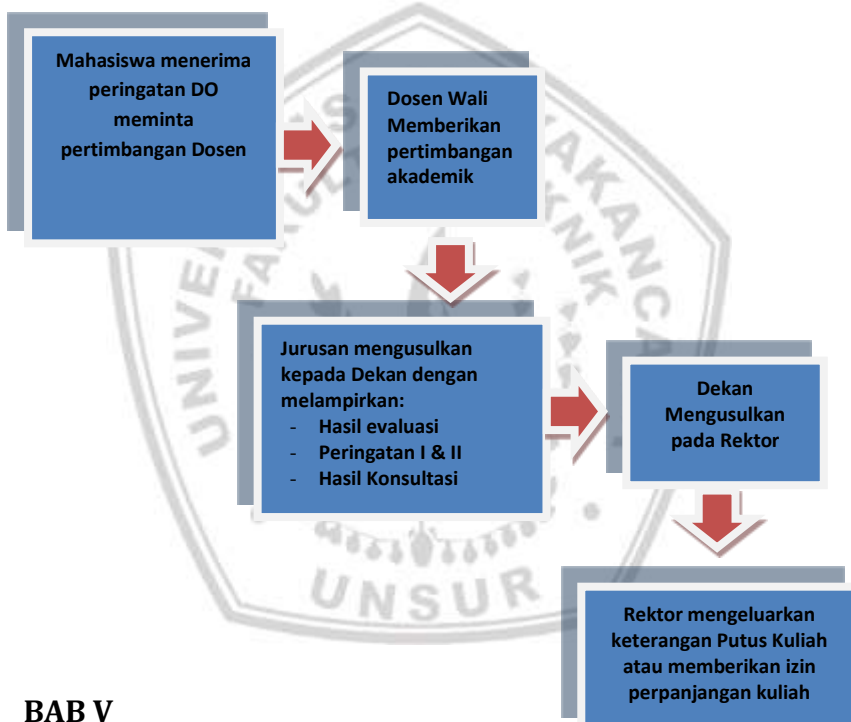 Mahasiswa menerima
peringatan DO
meminta
pertimbangan Dosen
Dosen Wali
Memberikan
pertimbangan
akademik
Jurusan mengusulkan
kepada Dekan dengan
melampirkan:
- Hasil evaluasi
- Peringatan I & II
- Hasil Konsultasi
Dekan
Mengusulkan
pada Rektor
Rektor mengeluarkan
keterangan Putus Kuliah
atau memberikan izin
perpanjangan kuliah
UNSUR
BAB V